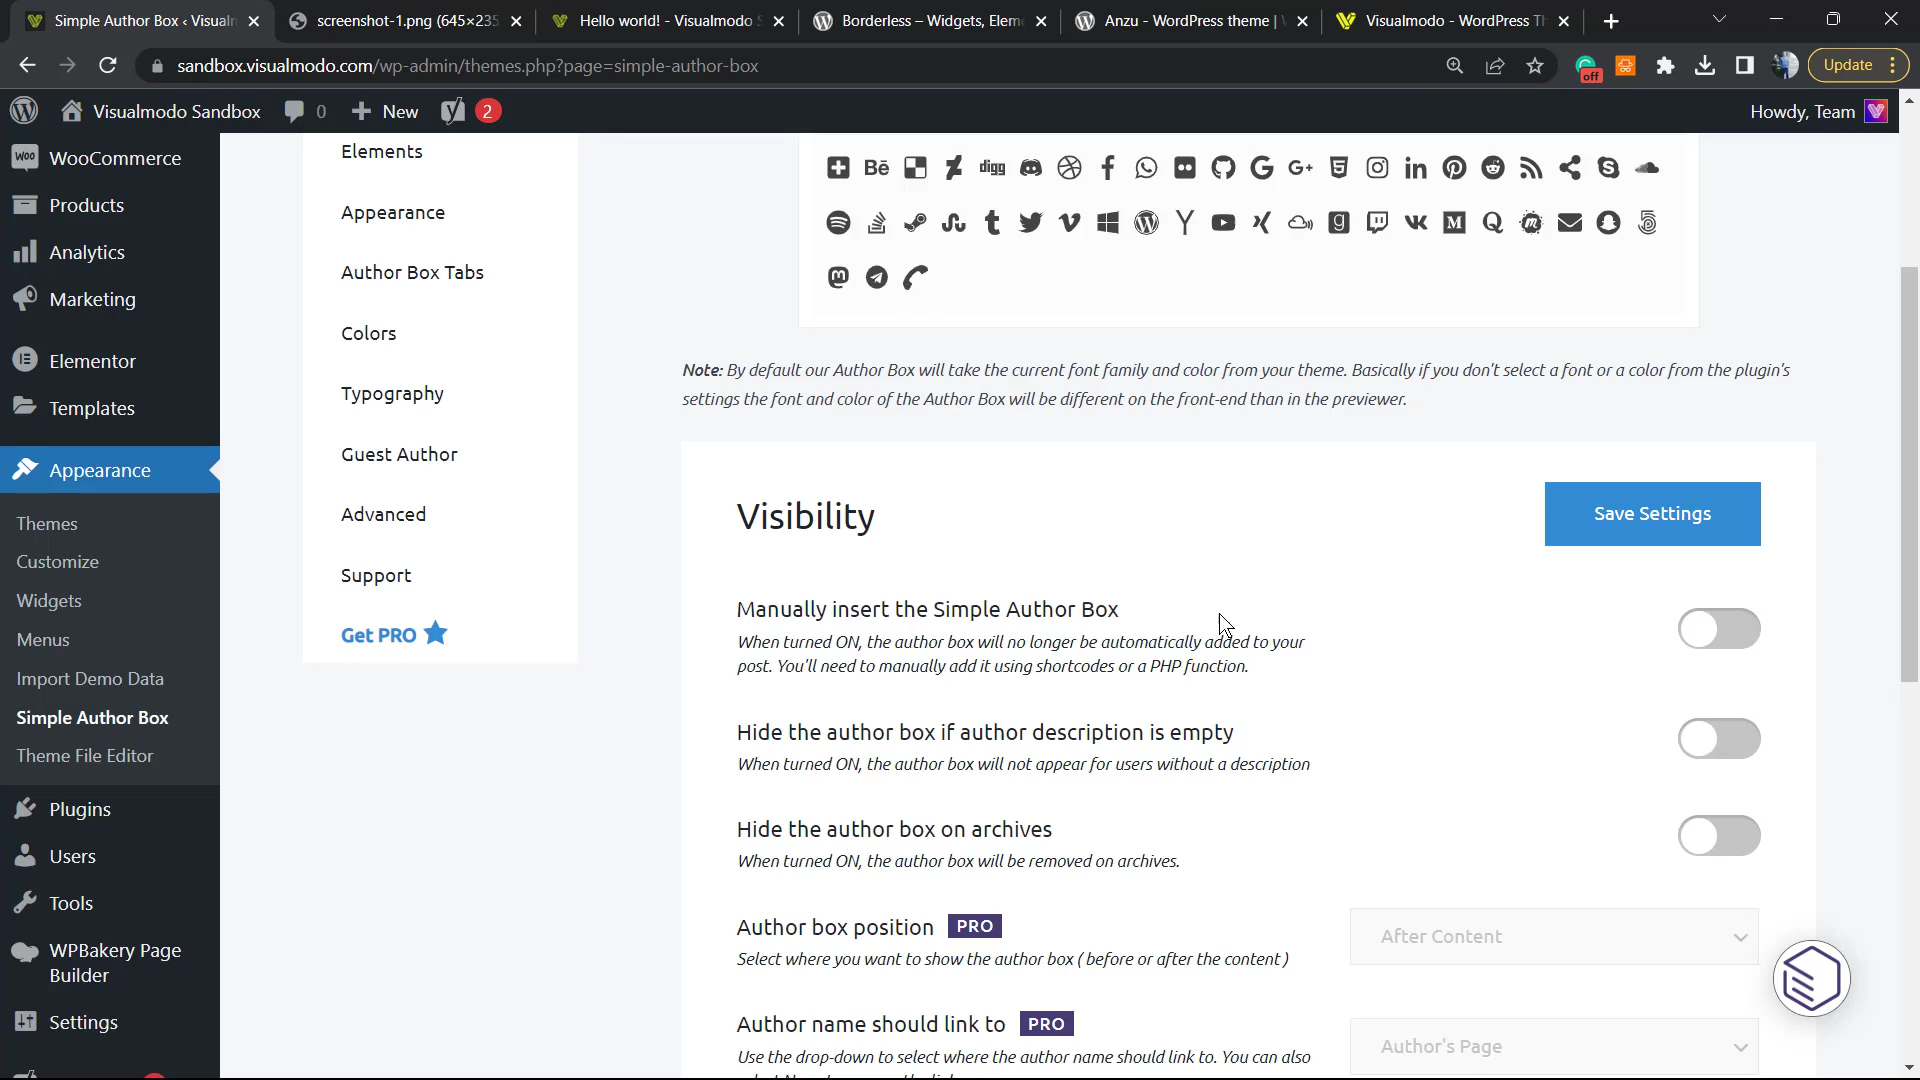 Simple Author Box ‹ Visualm
screenshot-1.png (645×235
Hello world! - Visualmodo S
Borderless – Widgets, Elem
Anzu - WordPress theme |
Visualmodo - WordPress Th
sandbox.visualmodo.com/wp-admin/themes.php?page=simple-author-box
off
Update
Visualmodo Sandbox
0
New
2
Howdy, Team
WooCommerce
Products
Analytics
Marketing
Elementor
Templates
Appearance
Themes
Customize
Widgets
Menus
Import Demo Data
Simple Author Box
Theme File Editor
Plugins
Users
Tools
WPBakery Page
Builder
Settings
Elements
Appearance
Author Box Tabs
Colors
Typography
Guest Author
Advanced
Support
Get PRO
Note: By default our Author Box will take the current font family and color from your theme. Basically if you don't select a font or a color from the plugin's
settings the font and color of the Author Box will be different on the front-end than in the previewer.
Visibility
Save Settings
Manually insert the Simple Author Box
When turned ON, the author box will no longer be automatically added to your
post. You'll need to manually add it using shortcodes or a PHP function.
Hide the author box if author description is empty
When turned ON, the author box will not appear for users without a description
Hide the author box on archives
When turned ON, the author box will be removed on archives.
Author box position PRO
Select where you want to show the author box ( before or after the content )
After Content
Author name should link to PRO
Use the drop-down to select where the author name should link to. You can also
Author's Page